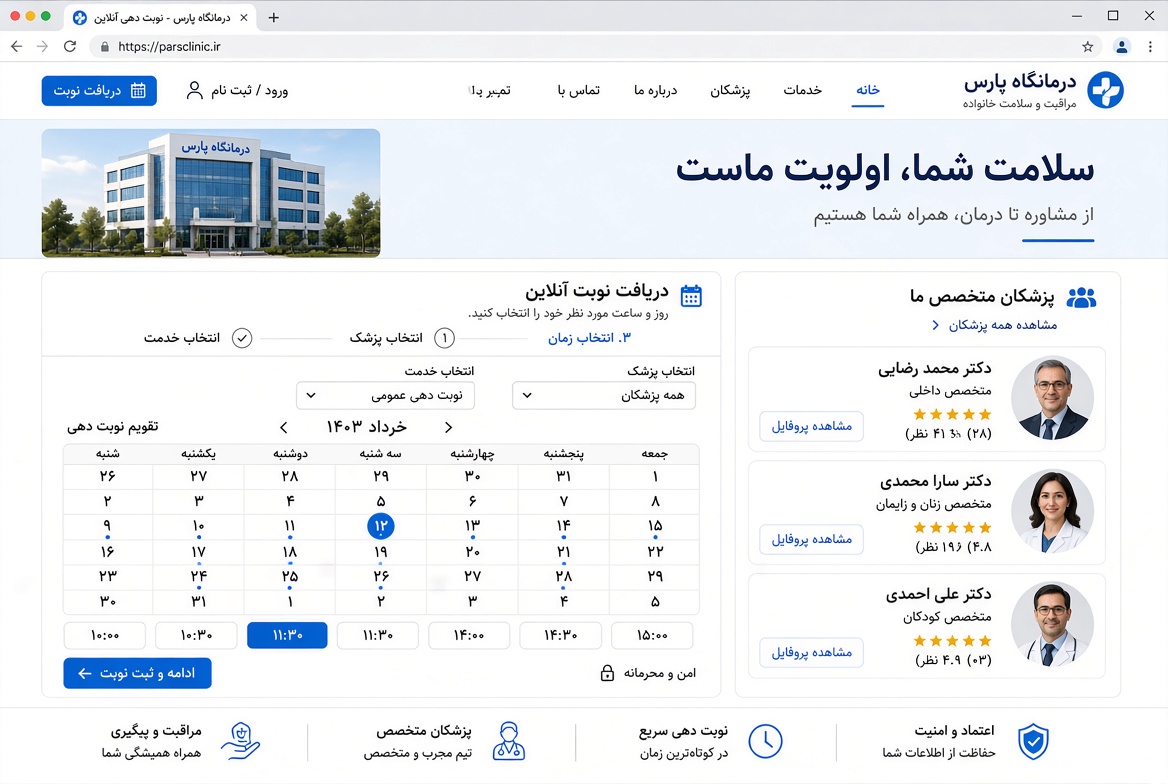 درمانگاه پارس - نوبت دهی آنلاین
https://parsclinic.ir
درمانگاه پارس
مراقبت و سلامت خانواده
خانه
خدمات
پزشکان
درباره ما
تماس با
ورود / ثبت نام
دریافت نوبت
سلامت شما، اولویت ماست
از مشاوره تا درمان، همراه شما هستیم
درمانگاه پارس
پزشکان متخصص ما
مشاهده همه پزشکان
دکتر محمد رضایی
متخصص داخلی
(۲۸) ۴۱ نظر)
مشاهده پروفایل
دکتر سارا محمدی
متخصص زنان و زایمان
۴.۸) ۱۹۶ نظر)
مشاهده پروفایل
دکتر علی احمدی
متخصص کودکان
(۰۳) ۴.۹ نظر)
مشاهده پروفایل
دریافت نوبت آنلاین
روز و ساعت مورد نظر خود را انتخاب کنید.
۳. انتخاب زمان
۱ انتخاب پزشک
انتخاب خدمت
انتخاب پزشک
همه پزشکان
انتخاب خدمت
نوبت دهی عمومی
خرداد ۱۴۰۳
تقویم نوبت دهی
جمعه پنجشنبه چهارشنبه سه شنبه دوشنبه یکشنبه شنبه
۱ ۳۱ ۳۰ ۲۹ ۲۸ ۲۷ ۲۶
۸ ۷ ۶ ۵ ۴ ۳ ۲
۱۵ ۱۴ ۱۳ ۱۲ ۱۱ ۱۰ ۹
۲۲ ۲۱ ۲۰ ۱۹ ۱۸ ۱۷ ۱۶
۲۹ ۲۸ ۲۷ ۲۶ ۲۵ ۲۴ ۲۳
۵ ۴ ۳ ۲ ۱ ۳۱ ۳۰
۱۵:۰۰ ۱۴:۳۰ ۱۴:۰۰ ۱۱:۳۰ ۱۱:۳۰ ۱۰:۳۰ ۱۰:۰۰
امن و محرمانه
ادامه و ثبت نوبت
اعتماد و امنیت
حفاظت از اطلاعات شما
نوبت دهی سریع
در کوتاه‌ترین زمان
پزشکان متخصص
تیم مجرب و متخصص
مراقبت و پیگیری
همراه همیشگی شما